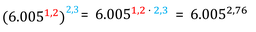 (6.005^1,2)^2,3 = 6.005^1,2 · 2,3 = 6.005^2,76